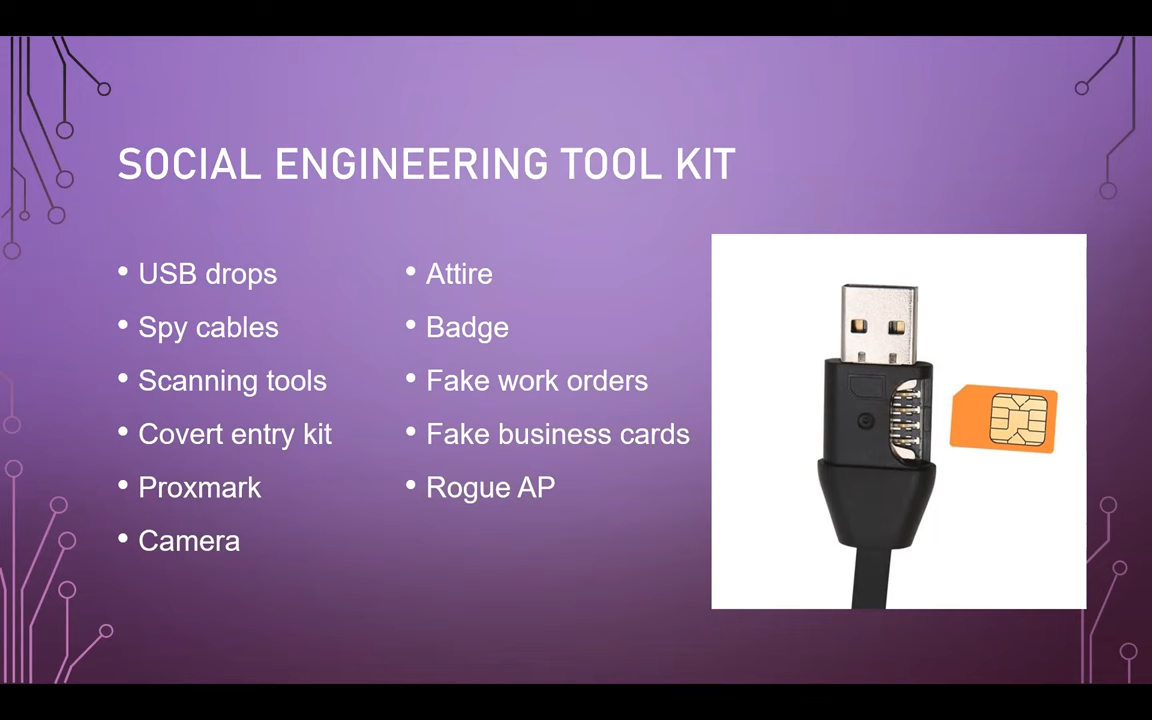 SOCIAL ENGINEERING TOOL KIT
• USB drops
• Spy cables
• Scanning tools
• Covert entry kit
• Proxmark
• Camera
• Attire
• Badge
• Fake work orders
• Fake business cards
• Rogue AP